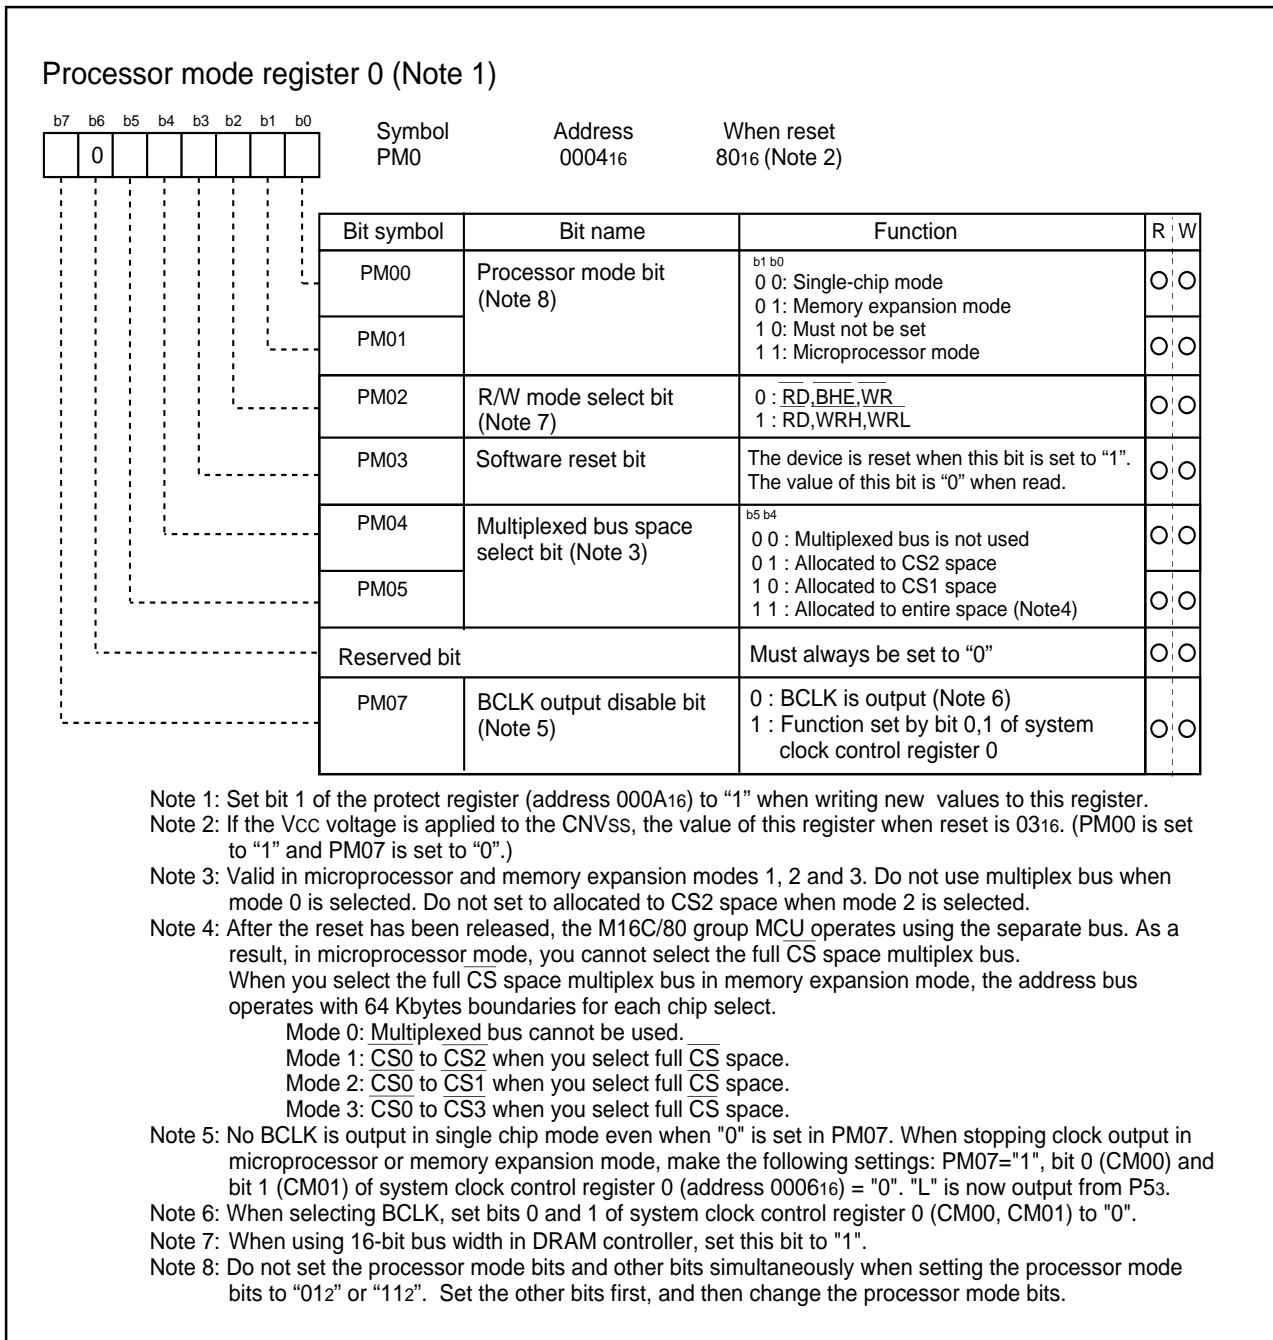 Processor mode register 0 (Note 1)
b7 b6 b5 b4 b3 b2 b1 b0
0
Symbol Address When reset
PM0 000416 8016 (Note 2)
Bit symbol Bit name Function R W
PM00 Processor mode bit (Note 8) b1 b0
0 0: Single-chip mode
0 1: Memory expansion mode
PM01 1 0: Must not be set
1 1: Microprocessor mode
PM02 R/W mode select bit (Note 7) 0 : RD,BHE,WR
1 : RD,WRH,WRL
PM03 Software reset bit The device is reset when this bit is set to “1”.
The value of this bit is “0” when read.
PM04 Multiplexed bus space select bit (Note 3) b5 b4
0 0 : Multiplexed bus is not used
0 1 : Allocated to CS2 space
PM05 1 0 : Allocated to CS1 space
1 1 : Allocated to entire space (Note4)
Reserved bit Must always be set to “0”
PM07 BCLK output disable bit (Note 5) 0 : BCLK is output (Note 6)
1 : Function set by bit 0,1 of system
clock control register 0
Note 1: Set bit 1 of the protect register (address 000A16) to “1” when writing new values to this register.
Note 2: If the VCC voltage is applied to the CNVSS, the value of this register when reset is 0316. (PM00 is set
to “1” and PM07 is set to “0”.)
Note 3: Valid in microprocessor and memory expansion modes 1, 2 and 3. Do not use multiplex bus when
mode 0 is selected. Do not set to allocated to CS2 space when mode 2 is selected.
Note 4: After the reset has been released, the M16C/80 group MCU operates using the separate bus. As a
result, in microprocessor mode, you cannot select the full CS space multiplex bus.
When you select the full CS space multiplex bus in memory expansion mode, the address bus
operates with 64 Kbytes boundaries for each chip select.
Mode 0: Multiplexed bus cannot be used.
Mode 1: CS0 to CS2 when you select full CS space.
Mode 2: CS0 to CS1 when you select full CS space.
Mode 3: CS0 to CS3 when you select full CS space.
Note 5: No BCLK is output in single chip mode even when "0" is set in PM07. When stopping clock output in
microprocessor or memory expansion mode, make the following settings: PM07="1", bit 0 (CM00) and
bit 1 (CM01) of system clock control register 0 (address 000616) = "0". "L" is now output from P53.
Note 6: When selecting BCLK, set bits 0 and 1 of system clock control register 0 (CM00, CM01) to "0".
Note 7: When using 16-bit bus width in DRAM controller, set this bit to "1".
Note 8: Do not set the processor mode bits and other bits simultaneously when setting the processor mode
bits to “012” or “112”. Set the other bits first, and then change the processor mode bits.